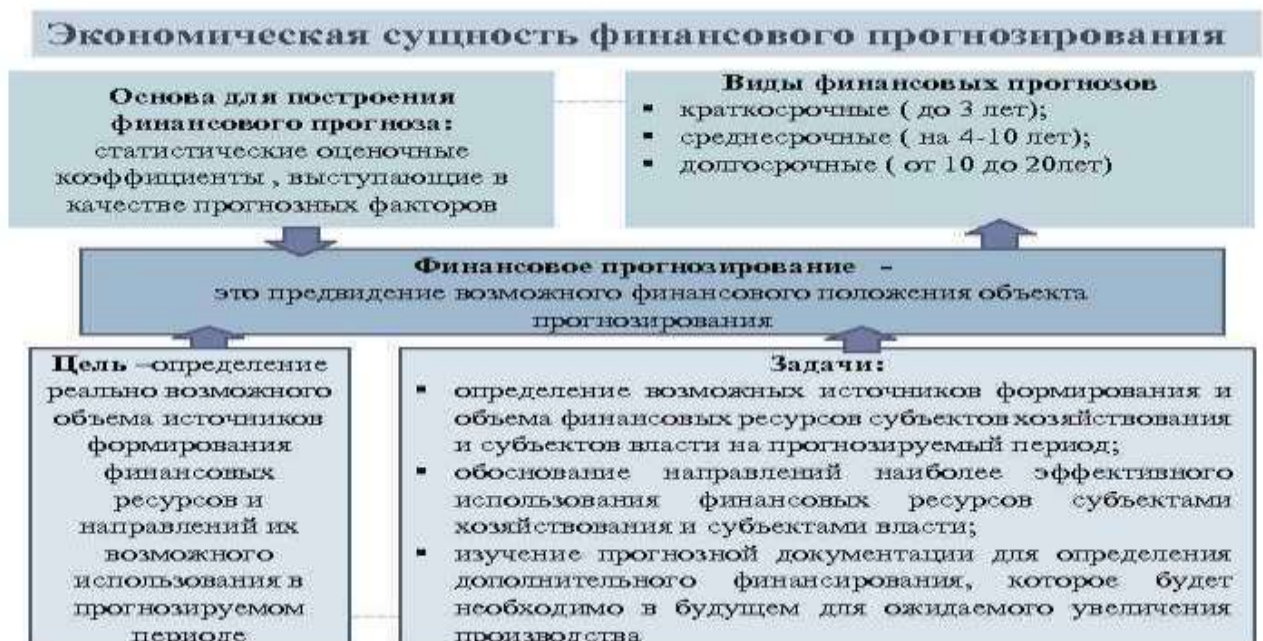 Экономическая сущность финансового прогнозирования
Основа для построения
финансового прогноза:
статистические оценочные
коэффициенты , выступающие в
качестве прогнозных факторов
Виды финансовых прогнозов
▪ краткосрочные ( до 3 лет);
▪ среднесрочные ( на 4-10 лет);
▪ долгосрочные ( от 10 до 20лет)
Финансовое прогнозирование –
это предвидение возможного финансового положения объекта
прогнозирования
Цель –определение
реально возможного
объема источников
формирования
финансовых
ресурсов и
направлений их
возможного
использования в
прогнозируемом
периоде
Задачи:
▪ определение возможных источников формирования и
объема финансовых ресурсов субъектов хозяйствования
и субъектов власти на прогнозируемый период;
▪ обоснование направлений наиболее эффективного
использования финансовых ресурсов субъектами
хозяйствования и субъектами власти;
▪ изучение прогнозной документации для определения
дополнительного финансирования, которое будет
необходимо в будущем для ожидаемого увеличения
производства